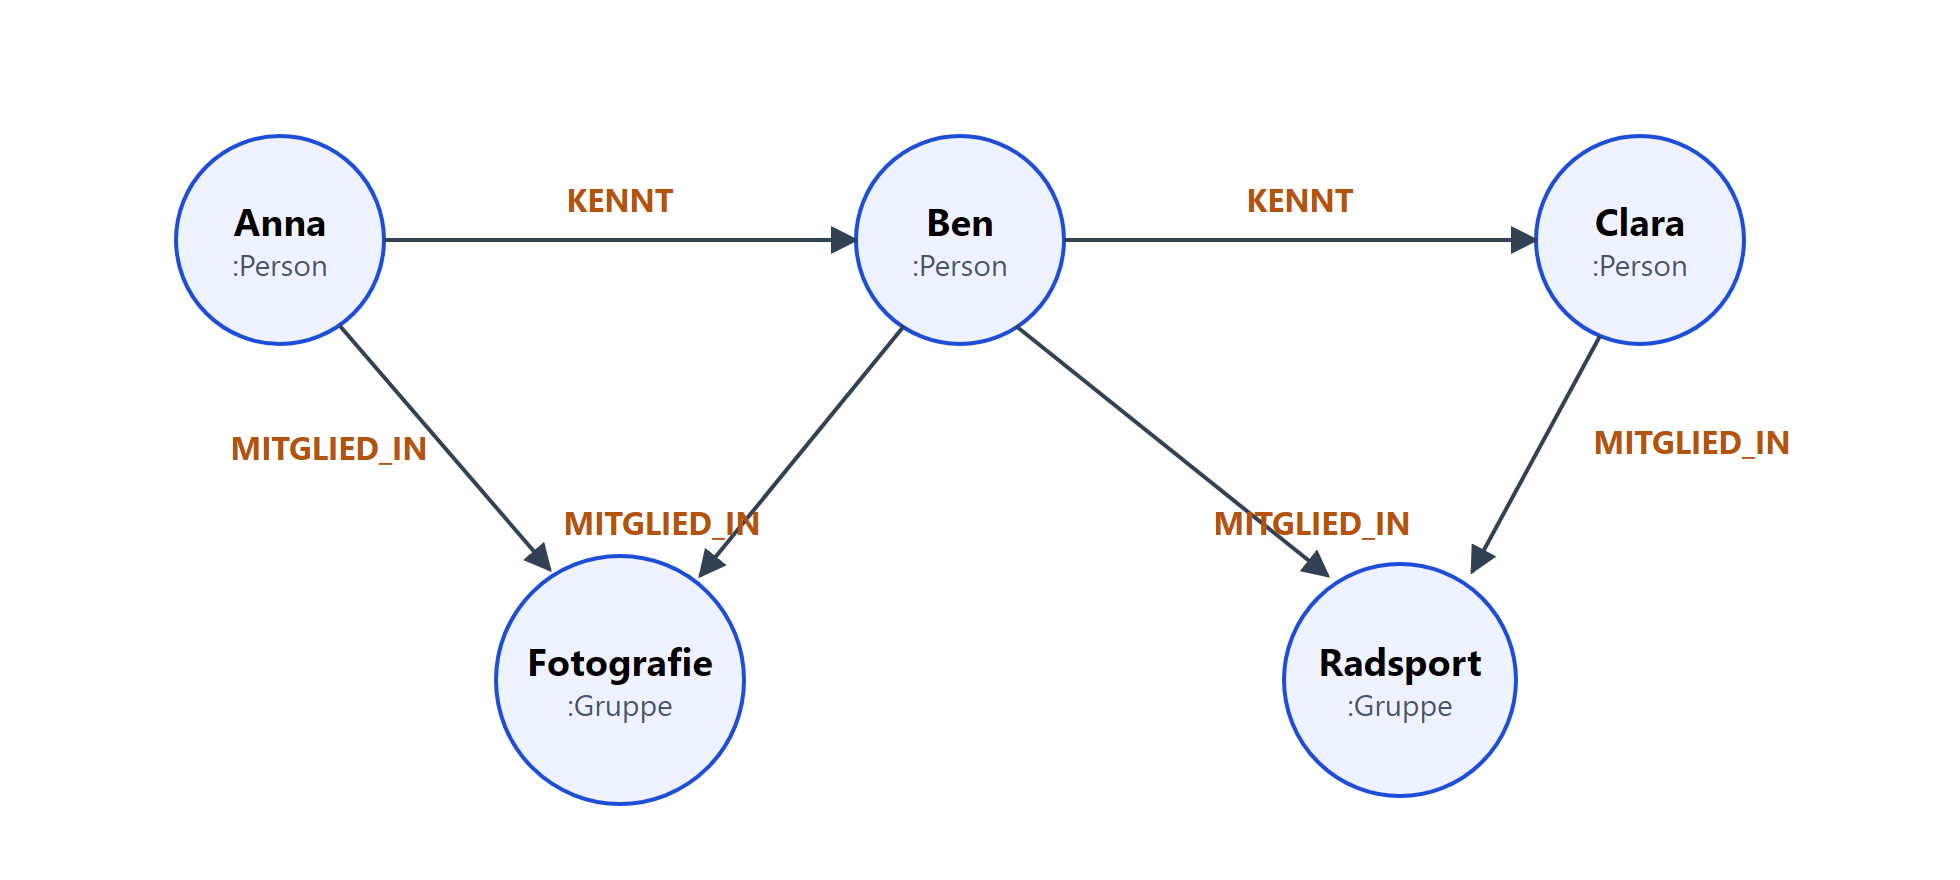 KENNT
KENNT
Anna
:Person
Ben
:Person
Clara
:Person
MITGLIED_IN
MITGLIED_IN
MITGLIED_IN
MITGLIED_IN
Fotografie
:Gruppe
Radsport
:Gruppe